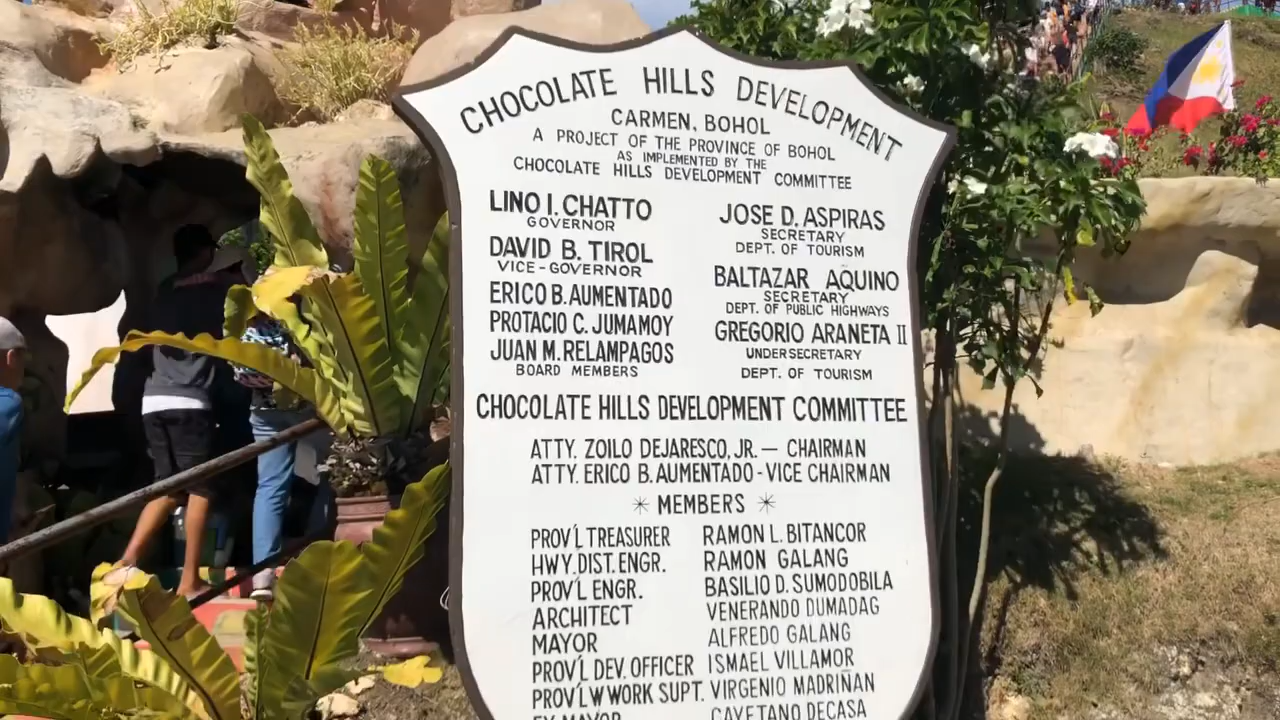 CHOCOLATE HILLS DEVELOPMENT
CARMEN, BOHOL
A PROJECT OF THE PROVINCE OF BOHOL
AS IMPLEMENTED BY THE
CHOCOLATE HILLS DEVELOPMENT COMMITTEE
LINO I. CHATTO
GOVERNOR
DAVID B. TIROL
VICE-GOVERNOR
ERICO B. AUMENTADO
PROTACIO C. JUMAMOY
JUAN M. RELAMPAGOS
BOARD MEMBERS
JOSE D. ASPIRAS
SECRETARY
DEPT. OF TOURISM
BALTAZAR AQUINO
SECRETARY
DEPT. OF PUBLIC HIGHWAYS
GREGORIO ARANETA II
UNDERSECRETARY
DEPT. OF TOURISM
CHOCOLATE HILLS DEVELOPMENT COMMITTEE
ATTY. ZOILO DEJARESCO, JR. — CHAIRMAN
ATTY. ERICO B. AUMENTADO - VICE CHAIRMAN
✳ MEMBERS ✳
PROV'L TREASURER RAMON L. BITANCOR
HWY. DIST. ENGR. RAMON GALANG
PROV'L ENGR. BASILIO D. SUMODOBILA
ARCHITECT VENERANDO DUMADAG
MAYOR ALFREDO GALANG
PROV'L DEV. OFFICER ISMAEL VILLAMOR
PROV'L W WORK SUPT. VIRGENIO MADRIÑAN
EX MAYOR CAYETANO DECASA